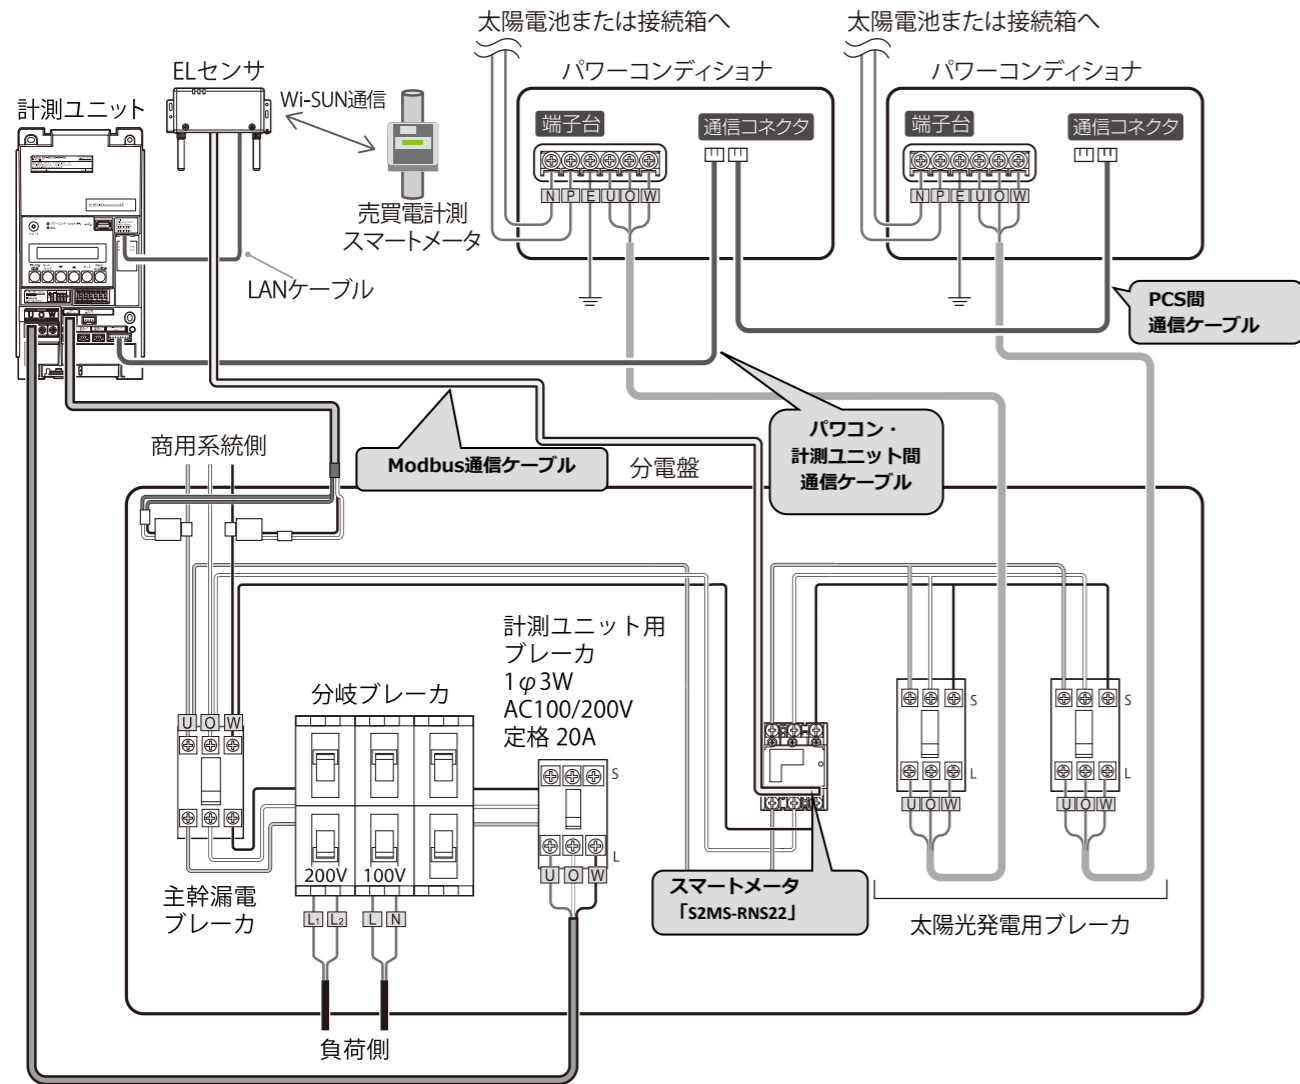 太陽電池または接続箱へ
太陽電池または接続箱へ
ELセンサ
パワーコンディショナ
パワーコンディショナ
計測ユニット
Wi-SUN通信
端子台
通信コネクタ
端子台
通信コネクタ
N P E U O W
N P E U O W
売買電計測
スマートメータ
LANケーブル
PCS間
通信ケーブル
U O W
パワコン・
計測ユニット間
通信ケーブル
商用系統側
Modbus通信ケーブル
分電盤
計測ユニット用
ブレーカ
1φ3W
AC100/200V
定格 20A
分岐ブレーカ
U O W
S
L
S
L
S
L
U O W
U O W
200V
100V
U O W
主幹漏電
ブレーカ
L1 L2
L N
スマートメータ
「S2MS-RNS22」
太陽光発電用ブレーカ
負荷側